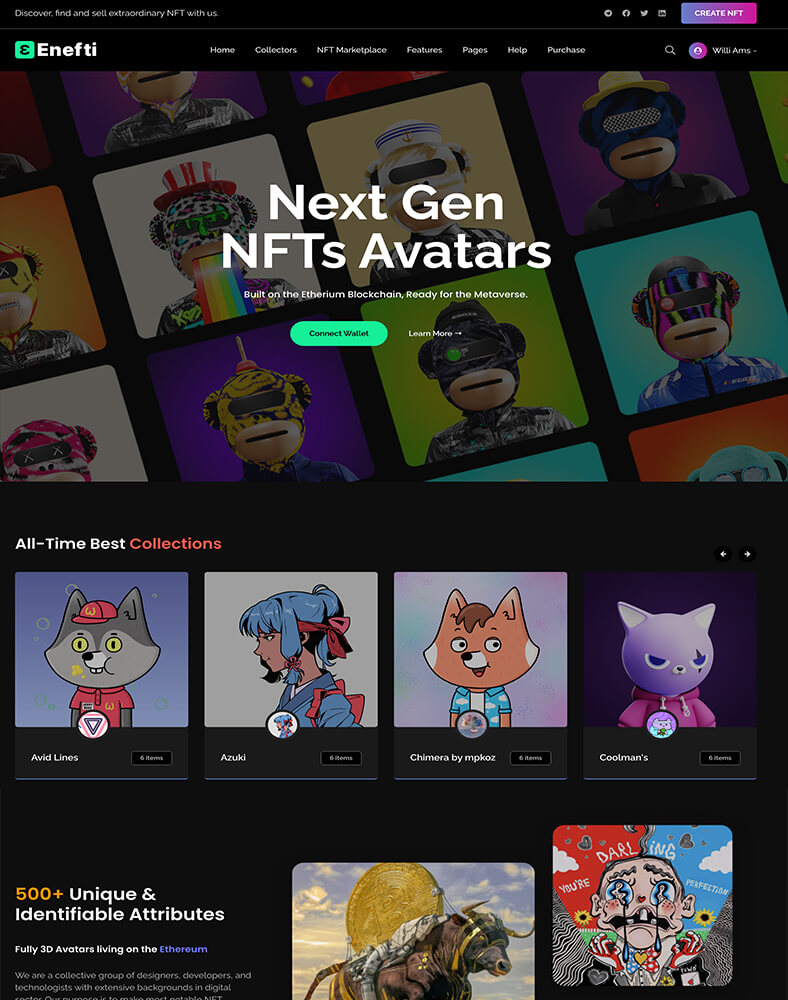 Discover, find and sell extraordinary NFT with us.
CREATE NFT
Enefti
Home Collectors NFT Marketplace Features Pages Help Purchase
Willi Ams
Next Gen
NFTs Avatars
Built on the Etherium Blockchain, Ready for the Metaverse.
Connect Wallet
Learn More →
All-Time Best Collections
Avid Lines
6 items
Azuki
6 items
Chimera by mpkoz
6 items
Coolman's
6 items
DARLING
YOU'RE
PERFECTION
500+ Unique &
Identifiable Attributes
Fully 3D Avatars living on the Ethereum
We are a collective group of designers, developers, and
technologists with extensive backgrounds in digital
sector. Our purpose is to make most notable NFT